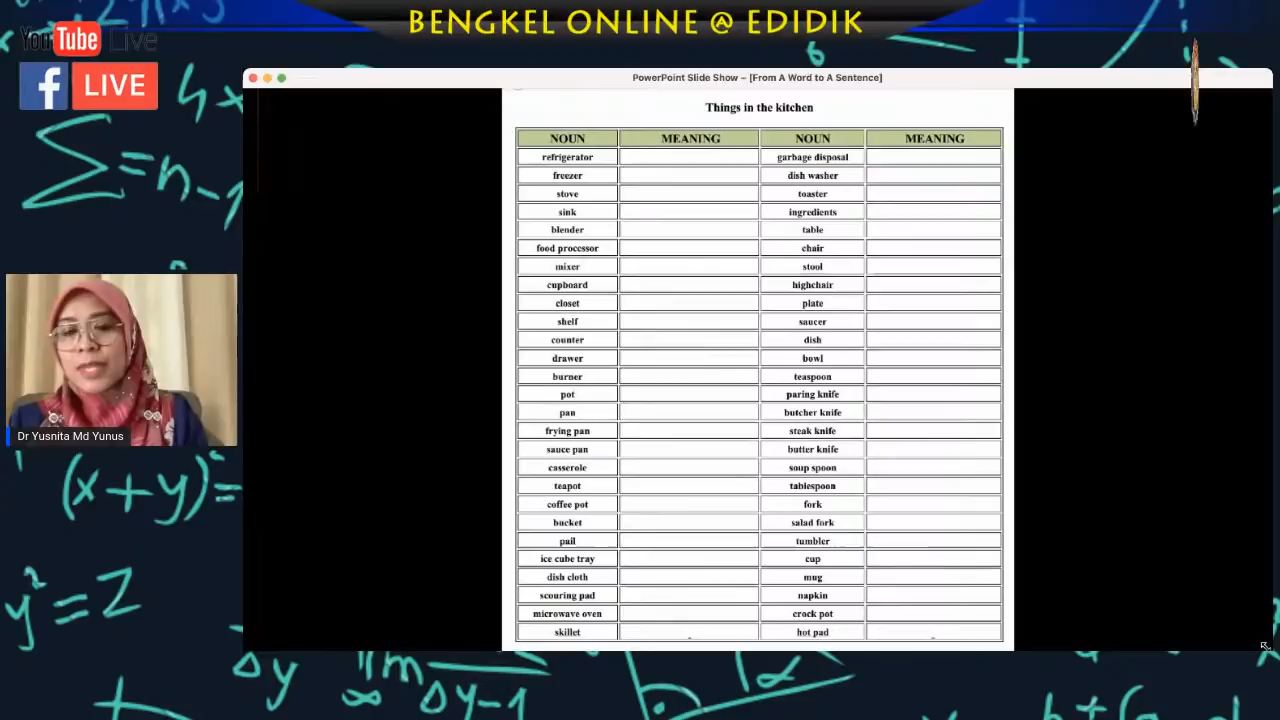 BENGKEL ONLINE @ EDIDIK
YouTube Live
f LIVE
PowerPoint Slide Show – [From A Word to A Sentence]
Things in the kitchen
NOUN MEANING NOUN MEANING
refrigerator garbage disposal
freezer dish washer
stove toaster
sink ingredients
blender table
food processor chair
mixer stool
cupboard highchair
closet plate
shelf saucer
counter dish
drawer bowl
burner teaspoon
pot paring knife
pan butcher knife
frying pan steak knife
sauce pan butter knife
casserole soup spoon
teapot tablespoon
coffee pot fork
bucket salad fork
pail tumbler
ice cube tray cup
dish cloth mug
scouring pad napkin
microwave oven crock pot
skillet hot pad
Dr Yusnita Md Yunus
∑=n-1
(x+y)²=
y²=Z